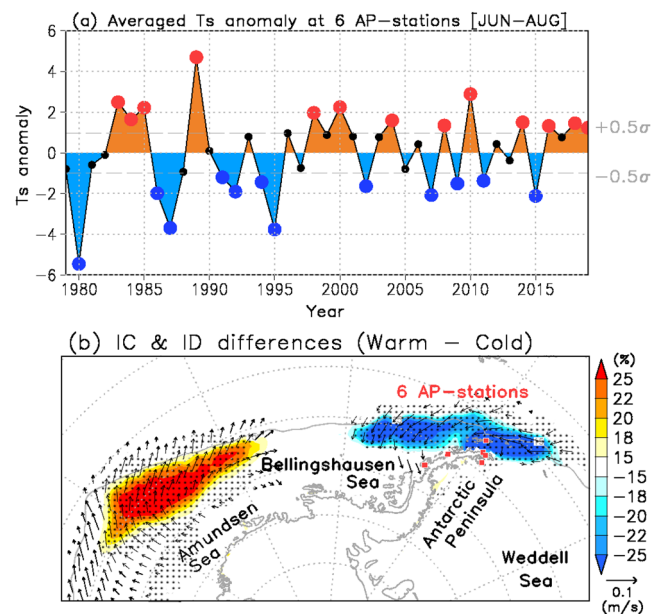 (a) Averaged Ts anomaly at 6 AP-stations [JUN-AUG]
6
4
2
0
−2
−4
−6
Ts anomaly
+0.5σ
−0.5σ
1980 1985 1990 1995 2000 2005 2010 2015
Year
(b) IC & ID differences (Warm − Cold)
6 AP-stations
Bellingshausen
Sea
Amundsen
Sea
Antarctic
Peninsula
Weddell
Sea
(%)
25
22
20
18
15
−15
−18
−20
−22
−25
0.1
(m/s)